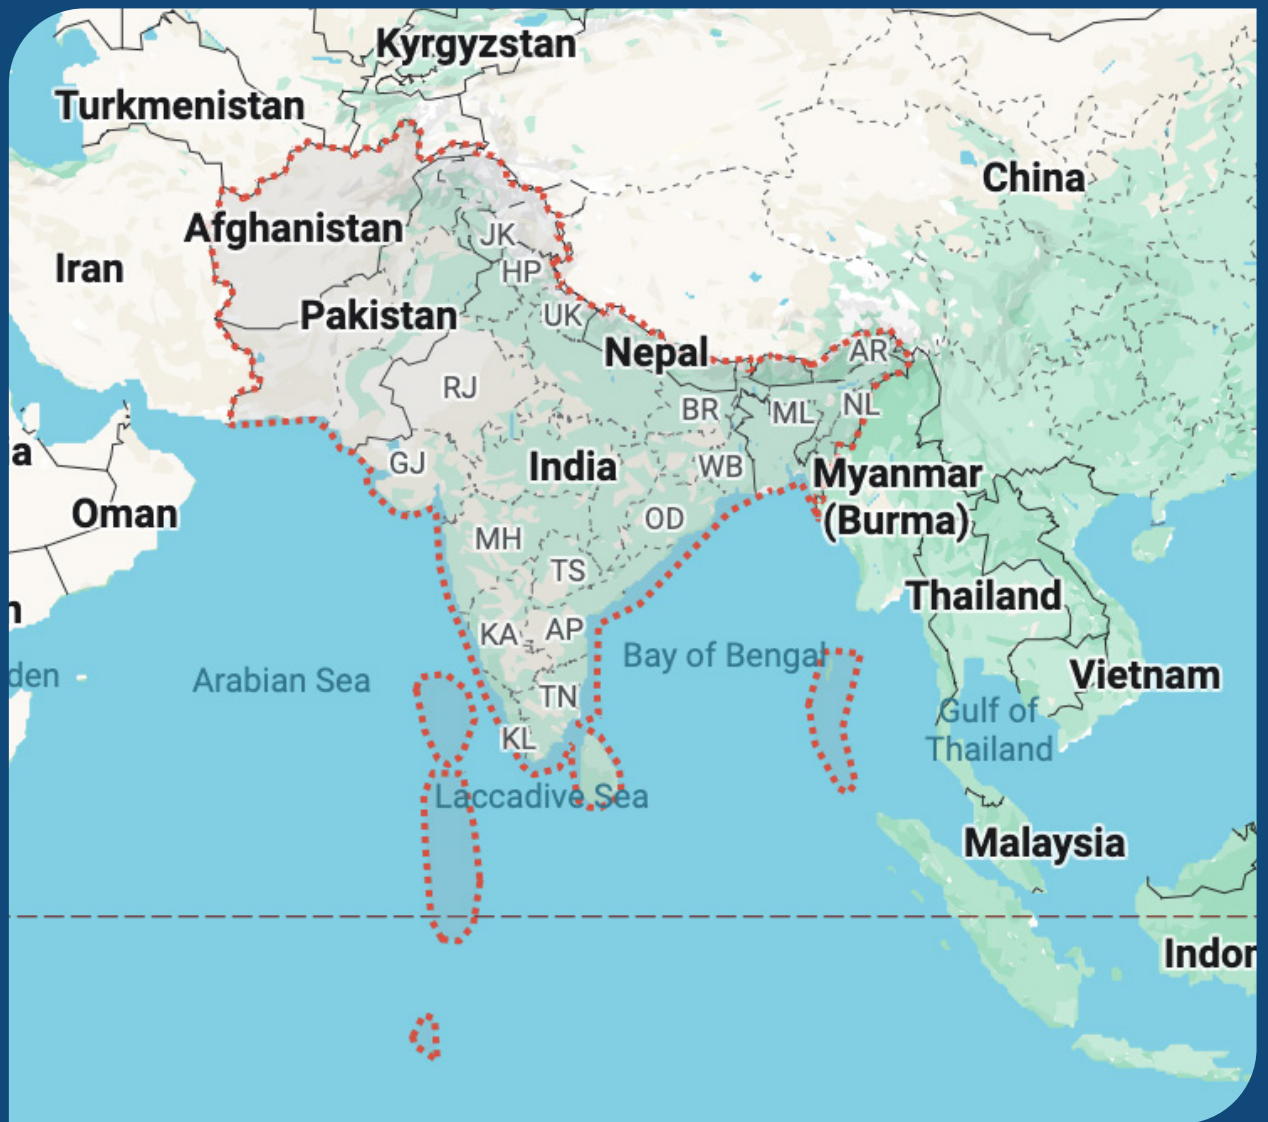 Kyrgyzstan
Turkmenistan
China
Afghanistan
JK
Iran
HP
Pakistan
UK
Nepal
AR
RJ
BR
ML
NL
a
GJ
India
WB
Myanmar
(Burma)
Oman
OD
MH
TS
Thailand
n
KA
AP
Bay of Bengal
den
Arabian Sea
Vietnam
TN
Gulf of
Thailand
KL
Laccadive Sea
Malaysia
Indor